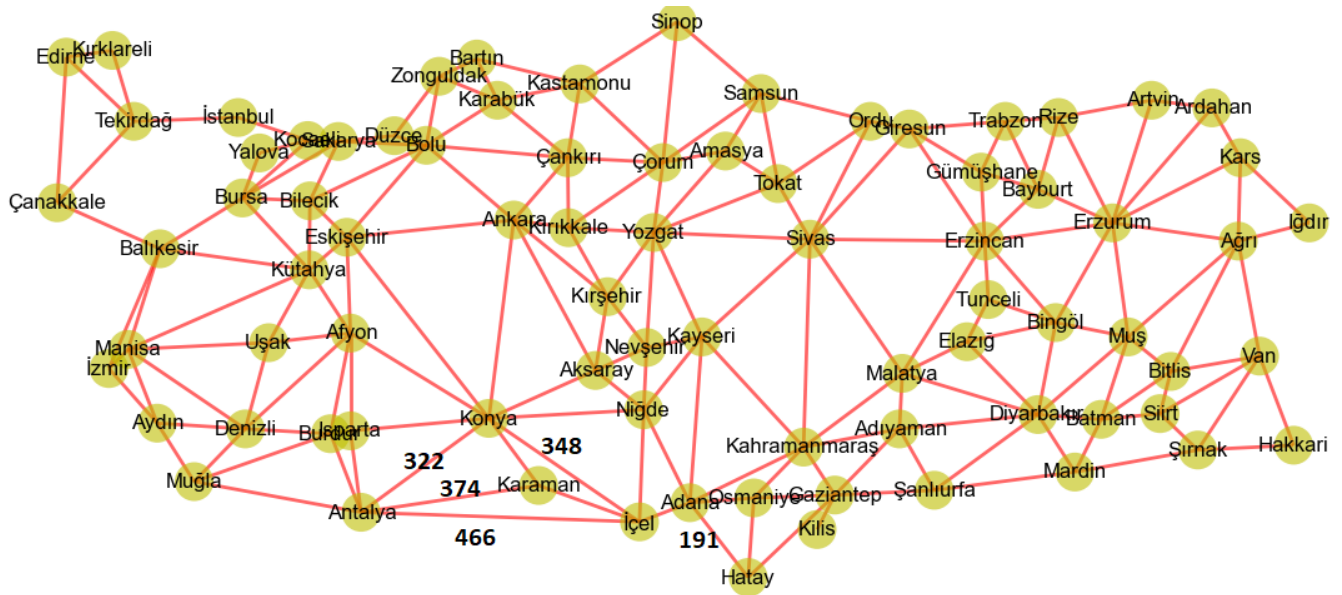 Sinop
Edirne
Kırklareli
Bartın
Zonguldak
Kastamonu
Karabük
Samsun
Artvin
Ardahan
Tekirdağ
İstanbul
Kocaeli
Sakarya
Düzce
Bolu
Ordu
Giresun
Trabzon
Rize
Yalova
Çankırı
Çorum
Amasya
Kars
Gümüşhane
Bayburt
Tokat
Çanakkale
Bursa
Bilecik
Ankara
Kırıkkale
Yozgat
Sivas
Erzincan
Erzurum
Iğdır
Ağrı
Balıkesir
Eskişehir
Kütahya
Kırşehir
Tunceli
Bingöl
Muş
Manisa
Uşak
Afyon
Nevşehir
Kayseri
Elazığ
Van
İzmir
Aksaray
Malatya
Bitlis
Aydın
Denizli
Burdur
Isparta
Konya
Niğde
Diyarbakır
Batman
Siirt
Adıyaman
Kahramanmaraş
348
Hakkari
Şırnak
322
Muğla
374
Karaman
Mardin
Antalya
Adana
Osmaniye
Gaziantep
Şanlıurfa
İçel
Kilis
466
191
Hatay